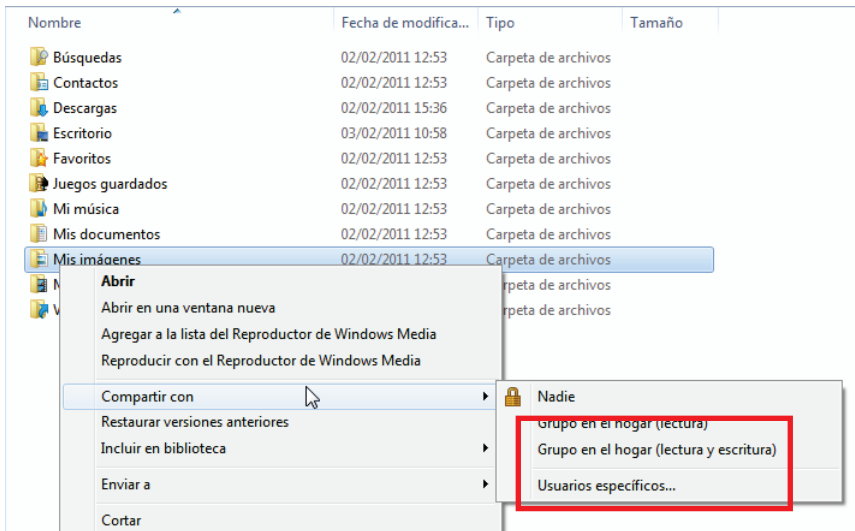 Nombre Fecha de modifica... Tipo Tamaño
Búsquedas 02/02/2011 12:53 Carpeta de archivos
Contactos 02/02/2011 12:53 Carpeta de archivos
Descargas 02/02/2011 15:36 Carpeta de archivos
Escritorio 03/02/2011 10:58 Carpeta de archivos
Favoritos 02/02/2011 12:53 Carpeta de archivos
Juegos guardados 02/02/2011 12:53 Carpeta de archivos
Mi música 02/02/2011 12:53 Carpeta de archivos
Mis documentos 02/02/2011 12:53 Carpeta de archivos
Mis imágenes 02/02/2011 12:53 Carpeta de archivos
rpeta de archivos
rpeta de archivos
Abrir
Abrir en una ventana nueva
Agregar a la lista del Reproductor de Windows Media
Reproducir con el Reproductor de Windows Media
Compartir con
Restaurar versiones anteriores
Incluir en biblioteca
Enviar a
Cortar
Nadie
Grupo en el hogar (lectura)
Grupo en el hogar (lectura y escritura)
Usuarios específicos...